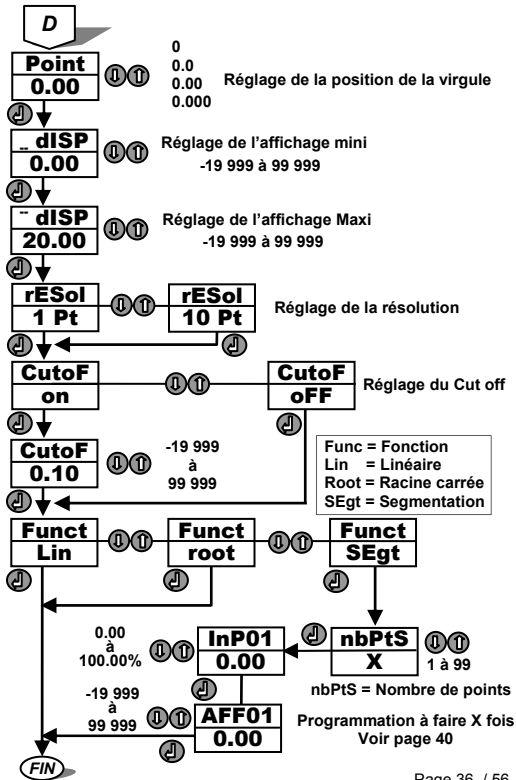 D
Point
0.00
0
0.0
0.00
0.000
Réglage de la position de la virgule
_ dISP
0.00
Réglage de l'affichage mini
-19 999 à 99 999
¯ dISP
20.00
Réglage de l'affichage Maxi
-19 999 à 99 999
rESol
1 Pt
rESol
10 Pt
Réglage de la résolution
CutoF
on
CutoF
oFF
Réglage du Cut off
CutoF
0.10
-19 999
à
99 999
Func = Fonction
Lin = Linéaire
Root = Racine carrée
SEgt = Segmentation
Funct
Lin
Funct
root
Funct
SEgt
0.00
à
100.00%
InP01
0.00
nbPtS
X
1 à 99
nbPtS = Nombre de points
-19 999
à
99 999
AFF01
0.00
Programmation à faire X fois
Voir page 40
FIN
Page 36 / 56